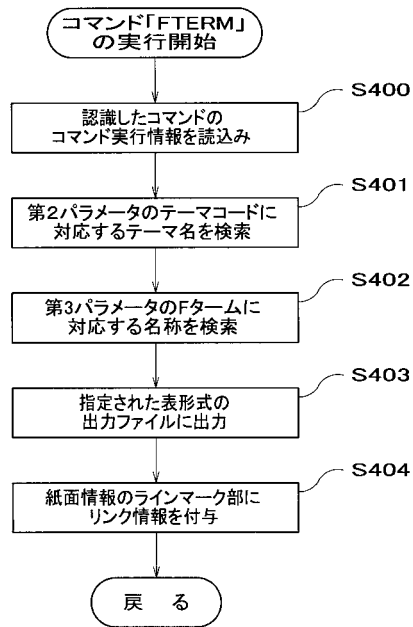 コマンド「FTERM」
の実行開始
S400
認識したコマンドの
コマンド実行情報を読込み
S401
第2パラメータのテーマコードに
対応するテーマ名を検索
S402
第3パラメータのFタームに
対応する名称を検索
S403
指定された表形式の
出力ファイルに出力
S404
紙面情報のラインマーク部に
リンク情報を付与
戻 る